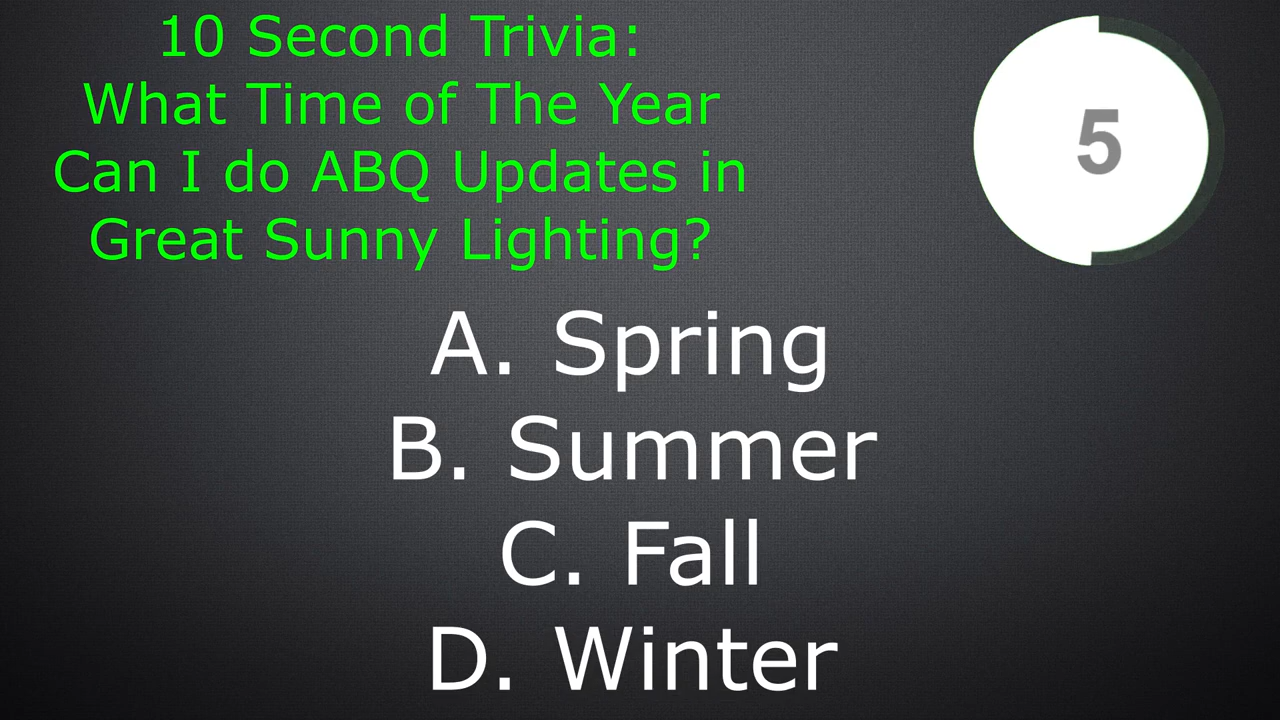 10 Second Trivia:
What Time of The Year
Can I do ABQ Updates in
Great Sunny Lighting?
5
A. Spring
B. Summer
C. Fall
D. Winter